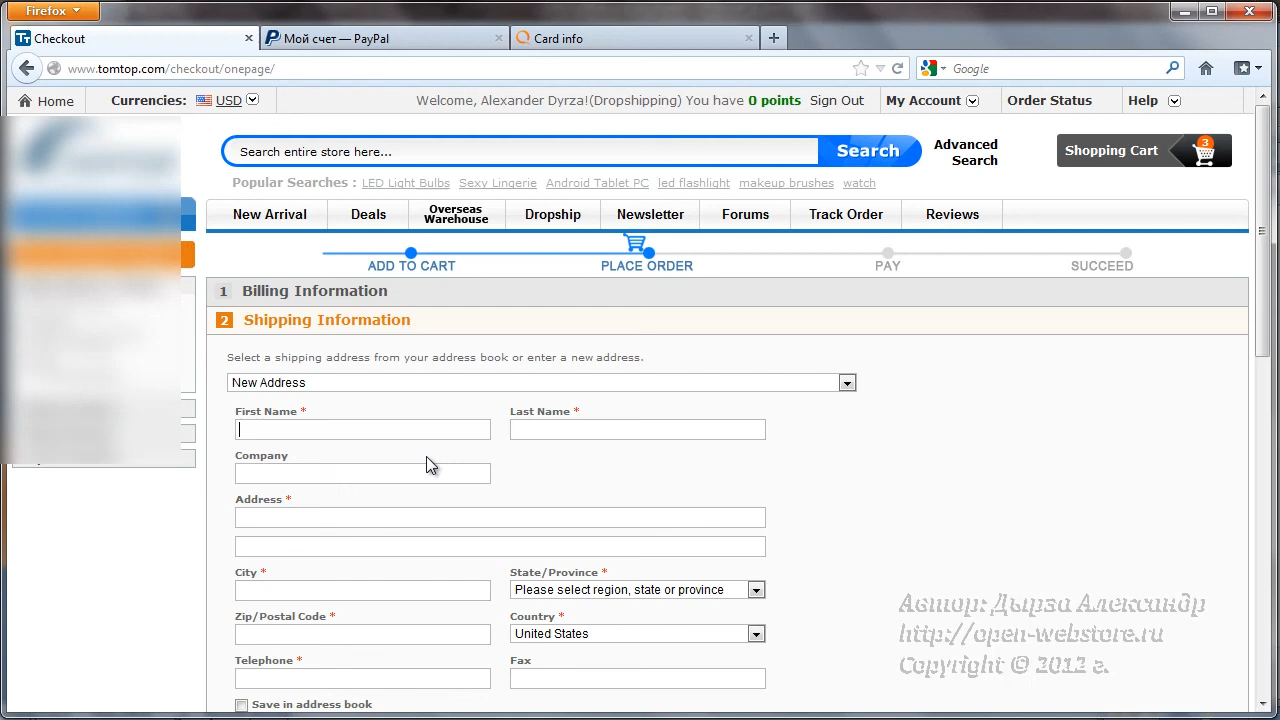 Firefox
Checkout
Мой счет — PayPal
Card info
www.tomtop.com/checkout/onepage/
Google
Home
Currencies: USD
Welcome, Alexander Dyrza!(Dropshipping) You have 0 points Sign Out
My Account
Order Status
Help
Search entire store here...
Search
Advanced
Search
Shopping Cart
3
Popular Searches : LED Light Bulbs Sexy Lingerie Android Tablet PC led flashlight makeup brushes watch
New Arrival
Deals
Overseas
Warehouse
Dropship
Newsletter
Forums
Track Order
Reviews
ADD TO CART
PLACE ORDER
PAY
SUCCEED
1 Billing Information
2 Shipping Information
Select a shipping address from your address book or enter a new address.
New Address
First Name *
Last Name *
Company
Address *
City *
State/Province *
Please select region, state or province
Zip/Postal Code *
Country *
United States
Telephone *
Fax
Save in address book
Автор: Дырза Александр
http://open-webstore.ru
Copyright © 2012 г.